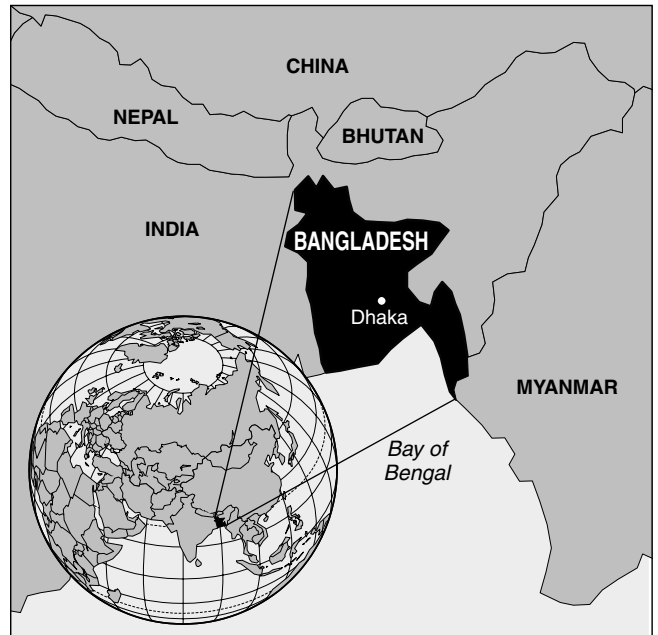 CHINA
NEPAL
BHUTAN
INDIA
BANGLADESH
Dhaka
MYANMAR
Bay of
Bengal